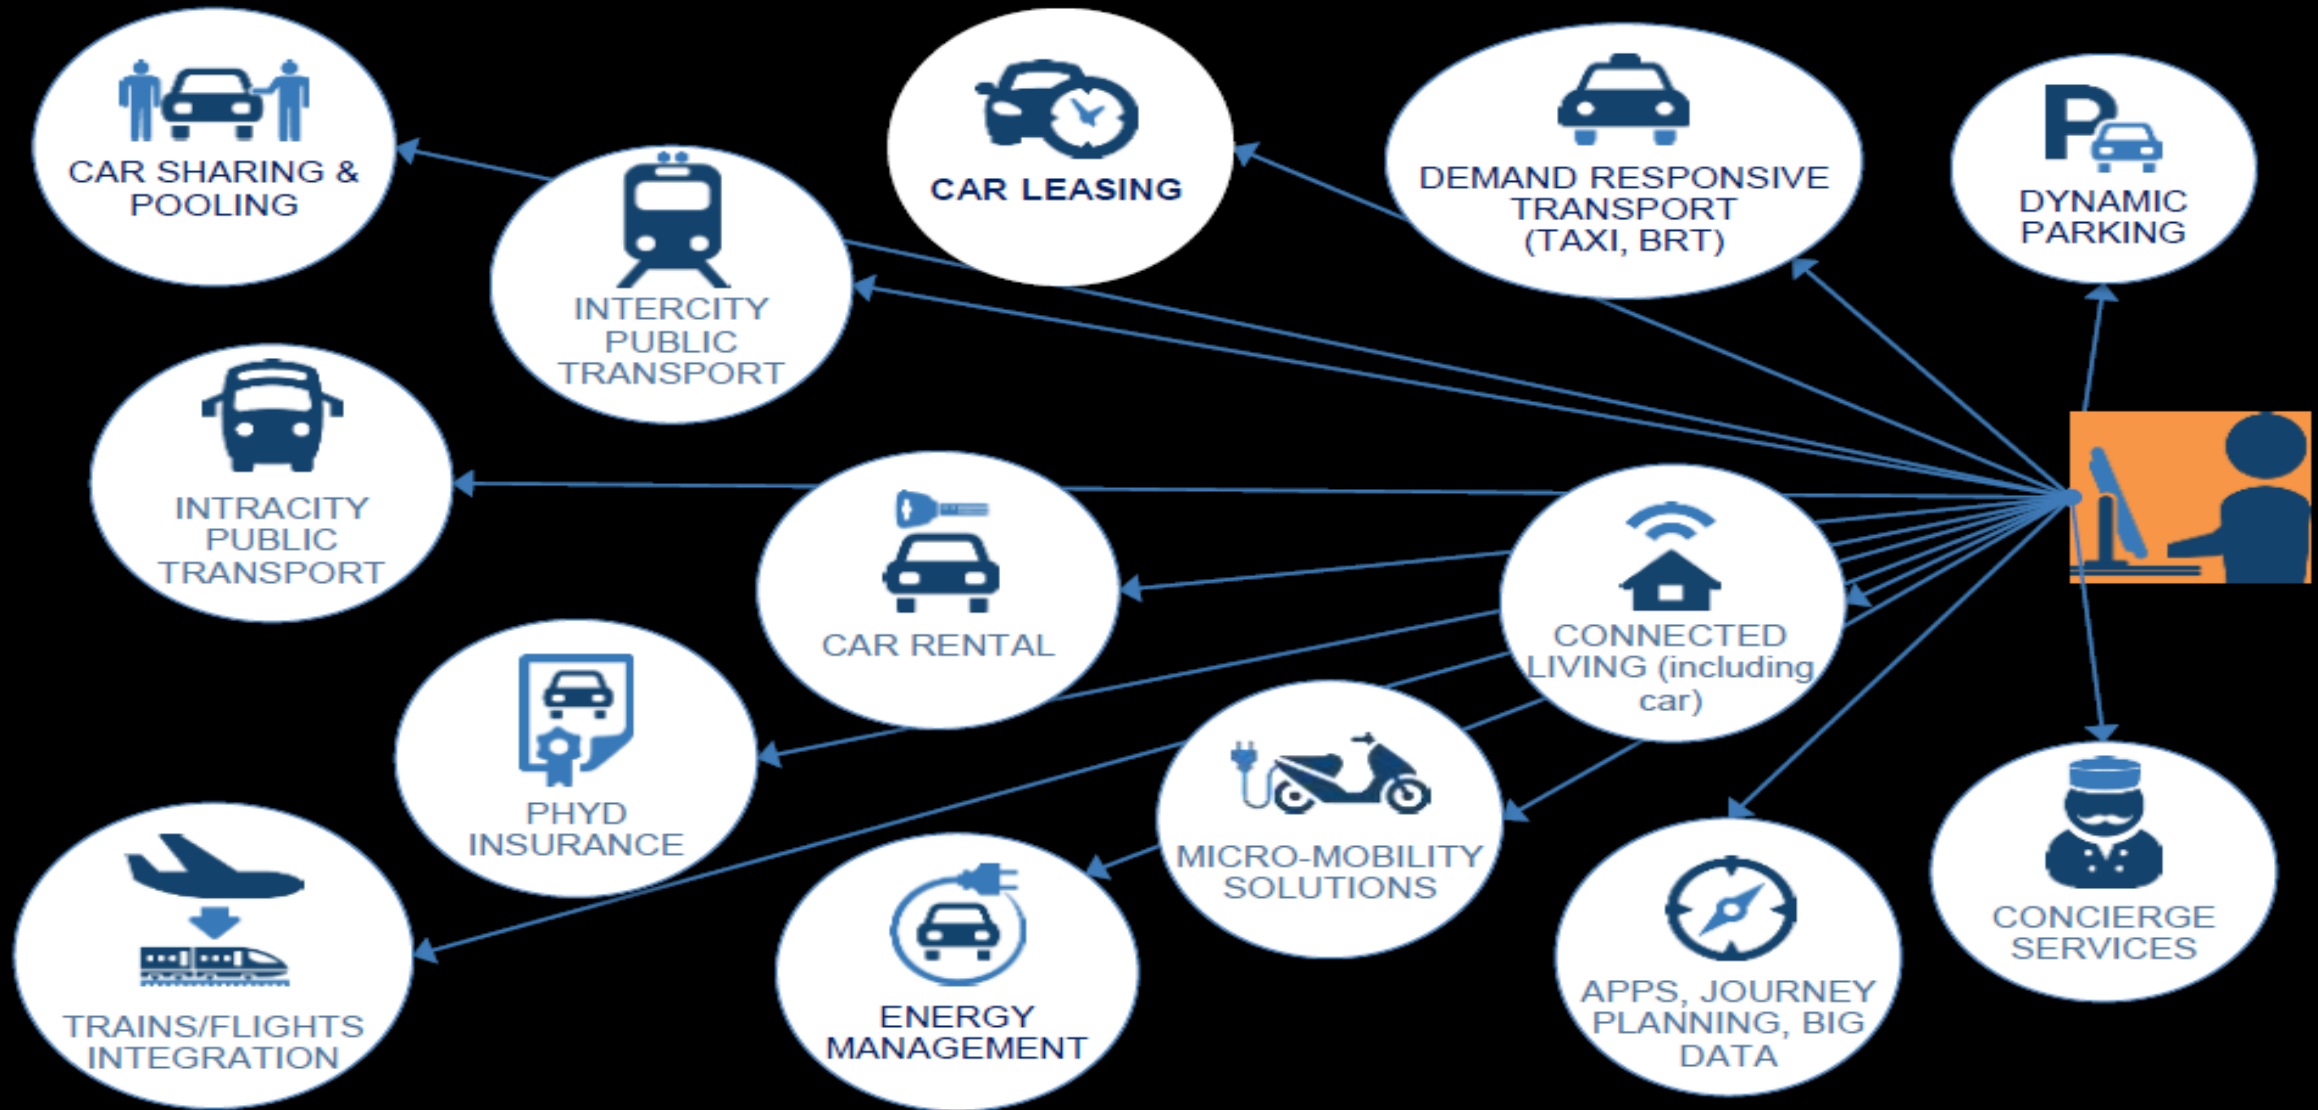 CAR SHARING &
POOLING
INTERCITY
PUBLIC
TRANSPORT
CAR LEASING
DEMAND RESPONSIVE
TRANSPORT
(TAXI, BRT)
P
DYNAMIC
PARKING
INTRACITY
PUBLIC
TRANSPORT
CAR RENTAL
CONNECTED
LIVING (including
car)
PHYD
INSURANCE
MICRO-MOBILITY
SOLUTIONS
TRAINS/FLIGHTS
INTEGRATION
ENERGY
MANAGEMENT
APPS, JOURNEY
PLANNING, BIG
DATA
CONCIERGE
SERVICES